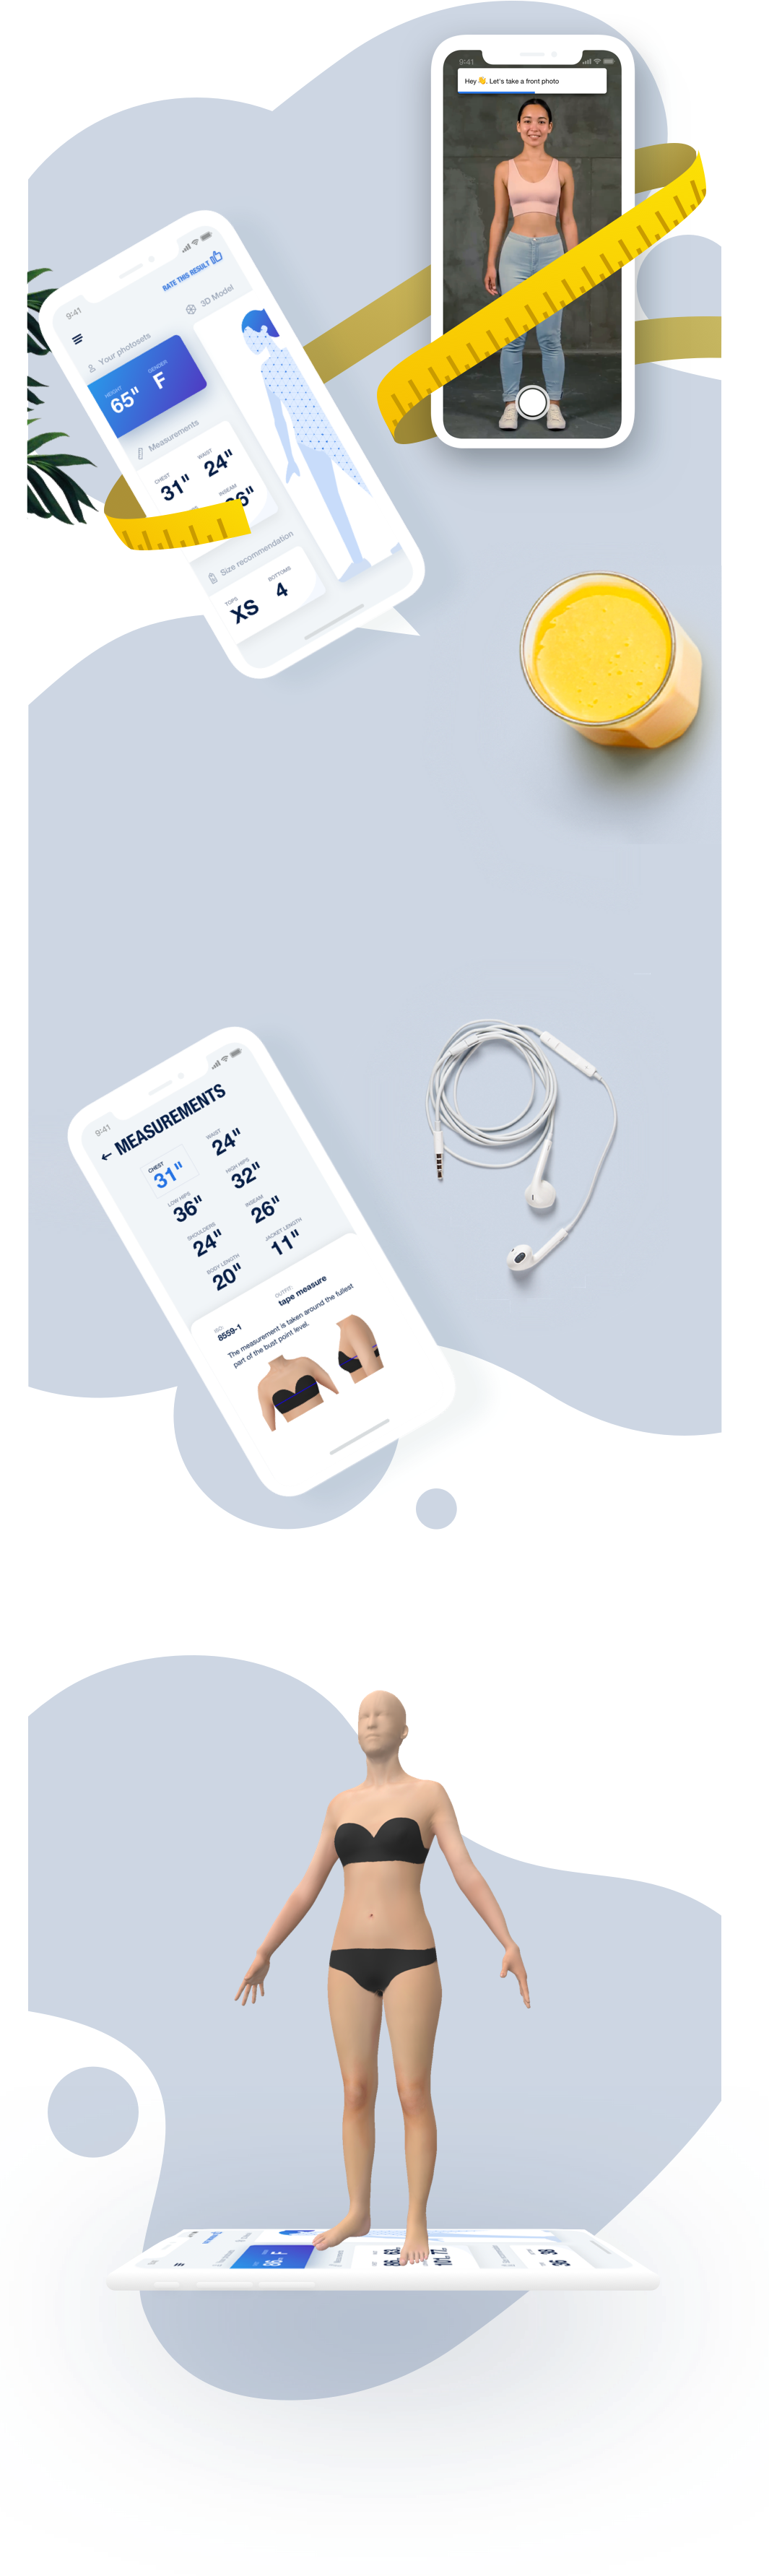 9:41
Hey 👋. Let's take a front photo
9:41
RATE THIS RESULT
Your photosets
3D Model
HEIGHT
65"
GENDER
F
Measurements
CHEST
31"
WAIST
24"
INSEAM
Size recommendation
TOPS
XS
BOTTOMS
4
9:41
← MEASUREMENTS
CHEST
31"
WAIST
24"
LOW HIPS
36"
HIGH HIPS
32"
SHOULDERS
24"
INSEAM
26"
BODY LENGTH
20"
JACKET LENGTH
11"
ISO:
8559-1
OUTFIT:
tape measure
The measurement is taken around the fullest
part of the bust point level.